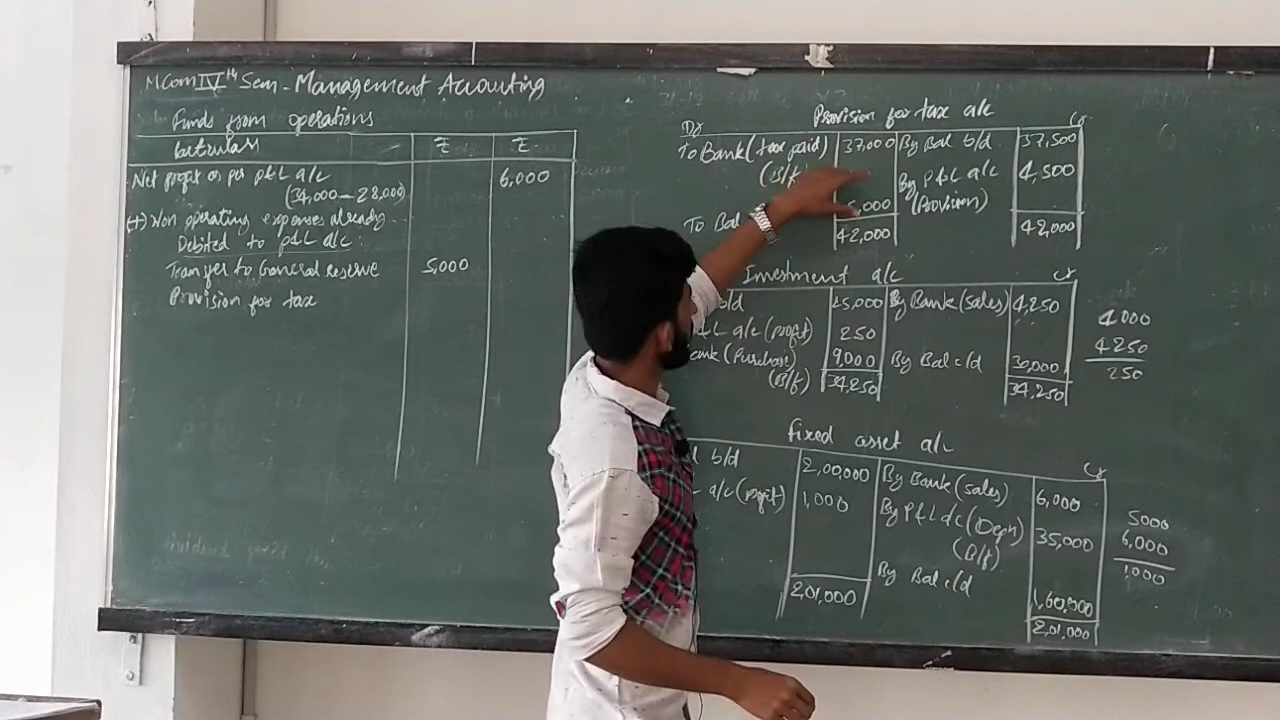 MCom IVth Sem - Management Accounting
Funds from operations
Particulars ₹ ₹
Net profit as per P&L a/c 6,000
(34,000 - 28,000)
(+) Non operating expenses already
Debited to P&L a/c:
Transfer to General reserve 5,000
Provision for tax
Provision for tax a/c
Dr Cr
To Bank (tax paid) 37,000 By Bal b/d 37,500
(B/f) By P&L a/c 4,500
(Provision)
To Bal 5,000
42,000 42,000
Investment a/c
Cr
b/d 25,000 By Bank (sales) 4,250
a/c (profit) 250
(Purchase) 9,000 By Bal c/d 30,000
(B/f) 34,250 34,250
4000
4250
250
Fixed asset a/c
Cr
b/d 2,00,000 By Bank (sales) 6,000
a/c (profit) 1,000 By P&L a/c (Depn) 35,000
(B/f)
By Bal c/d 1,60,000
2,01,000 2,01,000
5000
6,000
1,000